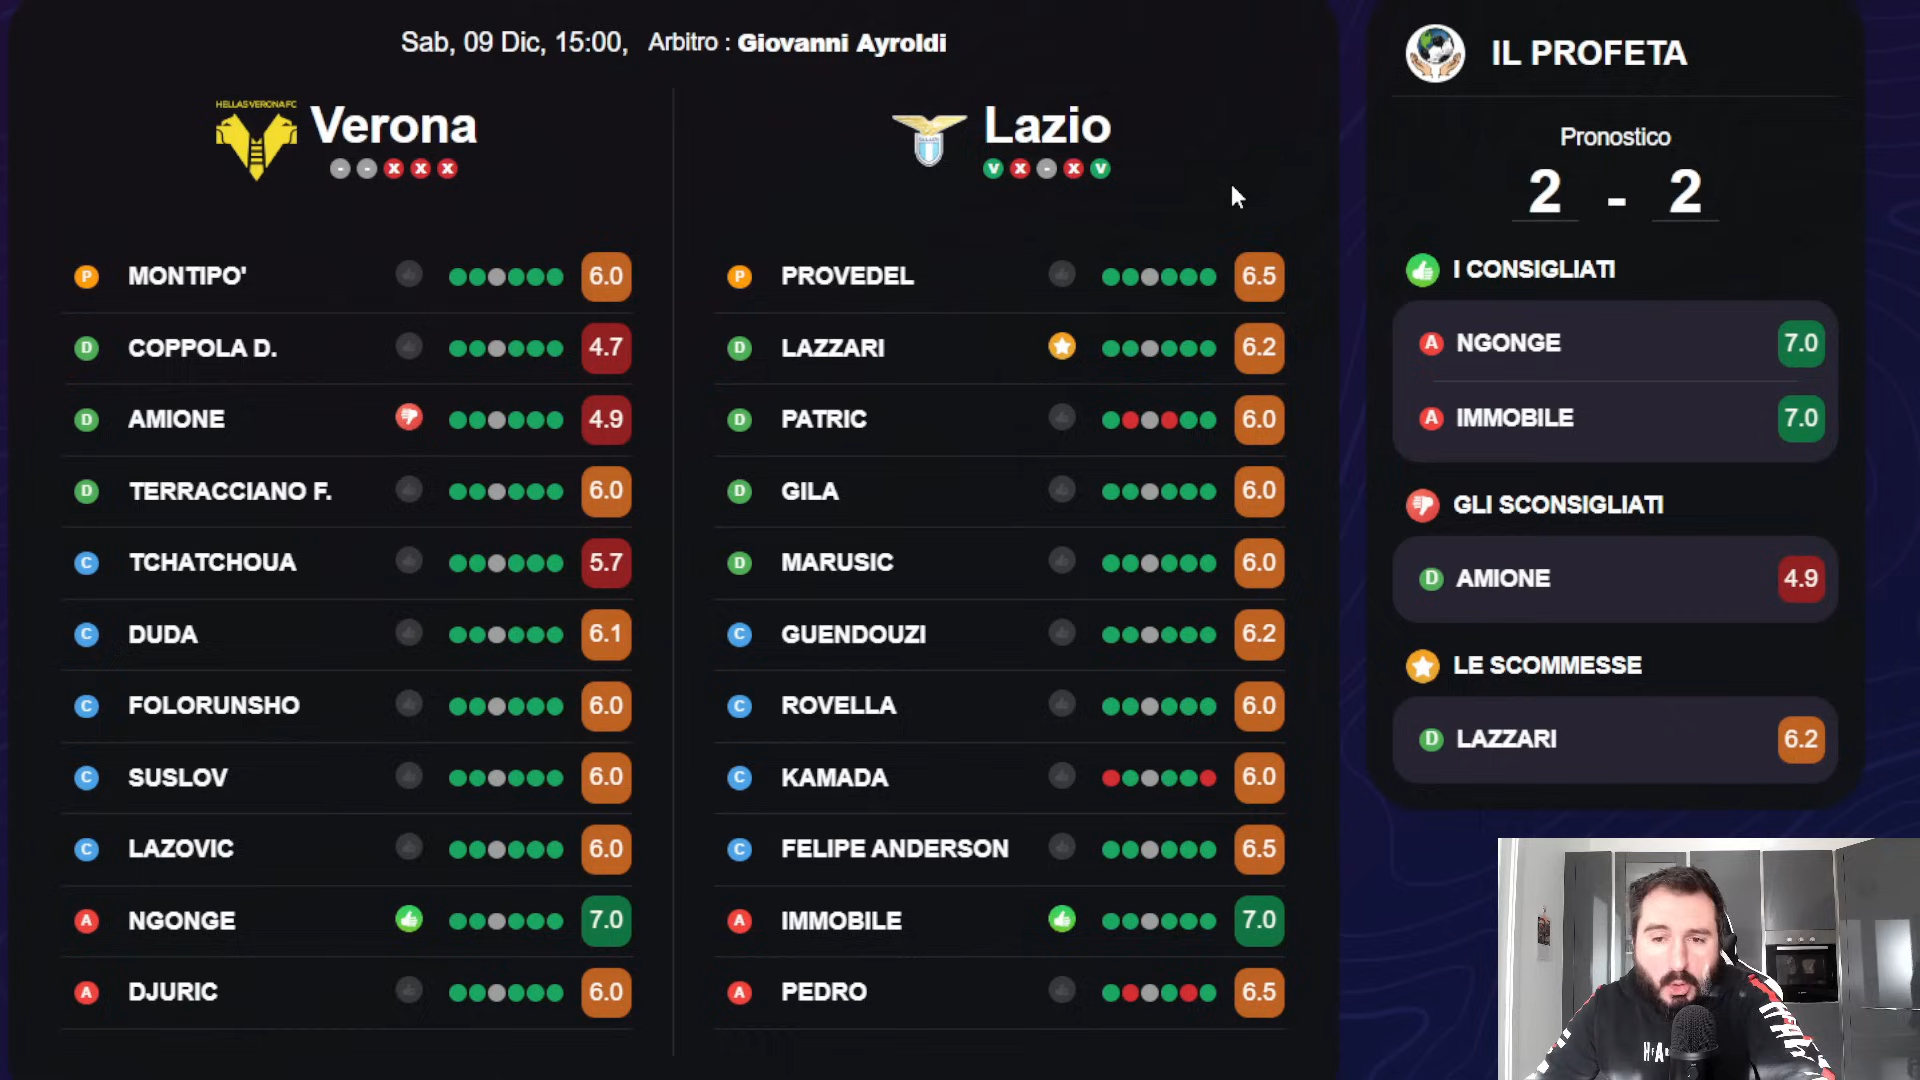 Sab, 09 Dic, 15:00, Arbitro : Giovanni Ayroldi
HELLAS VERONA FC
Verona
- - X X X
P MONTIPO' 6.0
D COPPOLA D. 4.7
D AMIONE 4.9
D TERRACCIANO F. 6.0
C TCHATCHOUA 5.7
C DUDA 6.1
C FOLORUNSHO 6.0
C SUSLOV 6.0
C LAZOVIC 6.0
A NGONGE 7.0
A DJURIC 6.0
Lazio
V X - X V
P PROVEDEL 6.5
D LAZZARI 6.2
D PATRIC 6.0
D GILA 6.0
D MARUSIC 6.0
C GUENDOUZI 6.2
C ROVELLA 6.0
C KAMADA 6.0
C FELIPE ANDERSON 6.5
A IMMOBILE 7.0
A PEDRO 6.5
IL PROFETA
Pronostico
2 - 2
I CONSIGLIATI
A NGONGE 7.0
A IMMOBILE 7.0
GLI SCONSIGLIATI
D AMIONE 4.9
LE SCOMMESSE
D LAZZARI 6.2